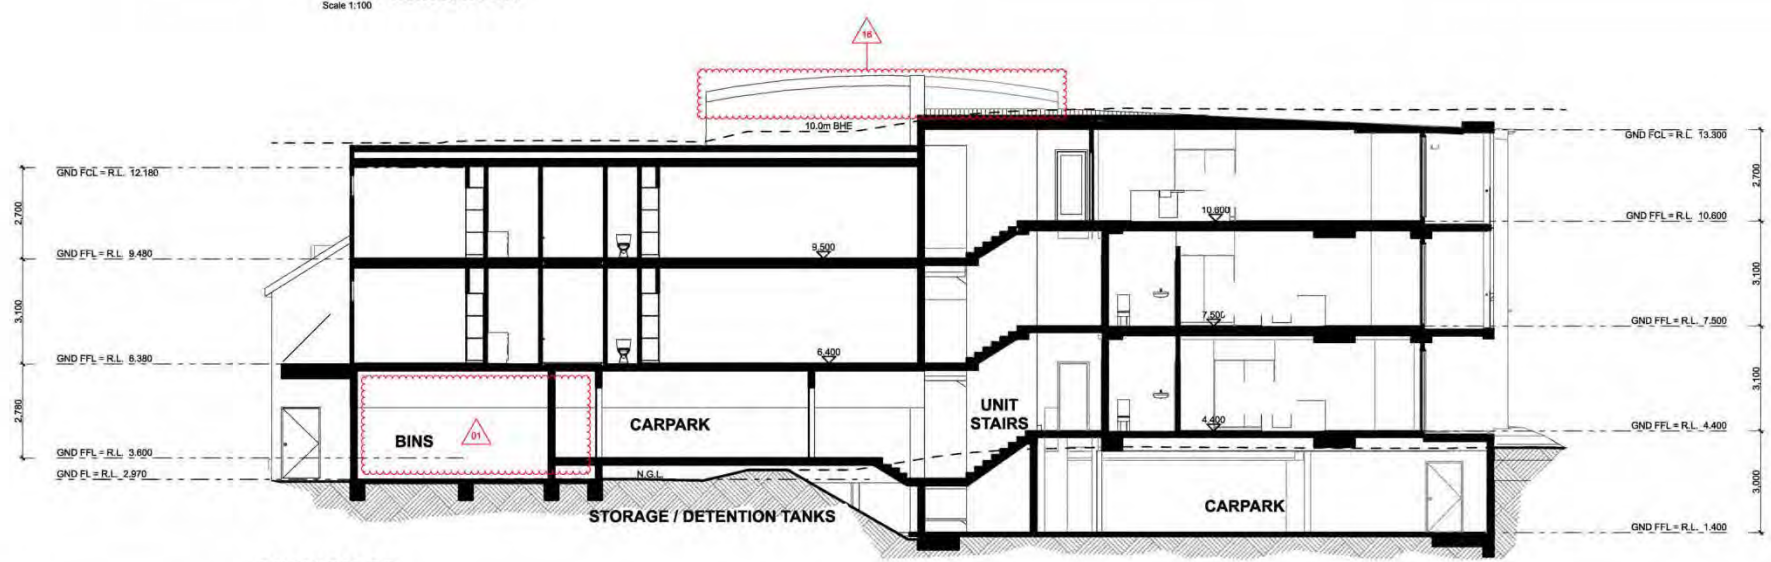 Scale 1:100
16
10.0m BHE
GND FCL = R.L. 12.180
GND FCL = R.L. 13.300
2,700
2,700
10.600
GND FFL = R.L. 10.600
9.500
GND FFL = R.L. 9.480
3,100
3,100
7.500
GND FFL = R.L. 7.500
6.400
GND FFL = R.L. 6.380
2,780
3,100
BINS
01
CARPARK
UNIT
STAIRS
4.400
GND FFL = R.L. 4.400
GND FFL = R.L. 3.600
GND FL = R.L. 2.970
N.G.L.
3,000
STORAGE / DETENTION TANKS
CARPARK
GND FFL = R.L. 1.400